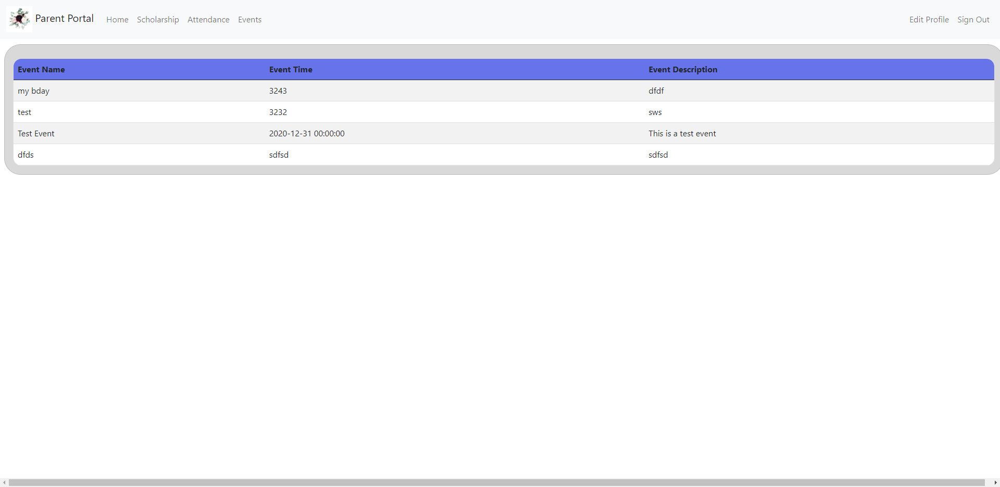 Parent Portal Home Scholarship Attendance Events Edit Profile Sign Out
Event Name Event Time Event Description
my bday 3243 dfdf
test 3232 sws
Test Event 2020-12-31 00:00:00 This is a test event
dfds sdfsd sdfsd